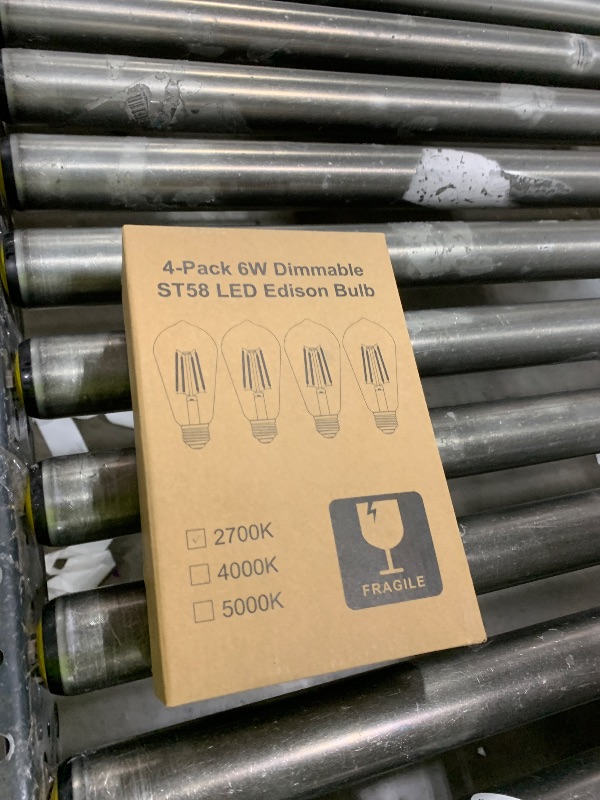 4-Pack 6W Dimmable
ST58 LED Edison Bulb
2700K
4000K
5000K
FRAGILE